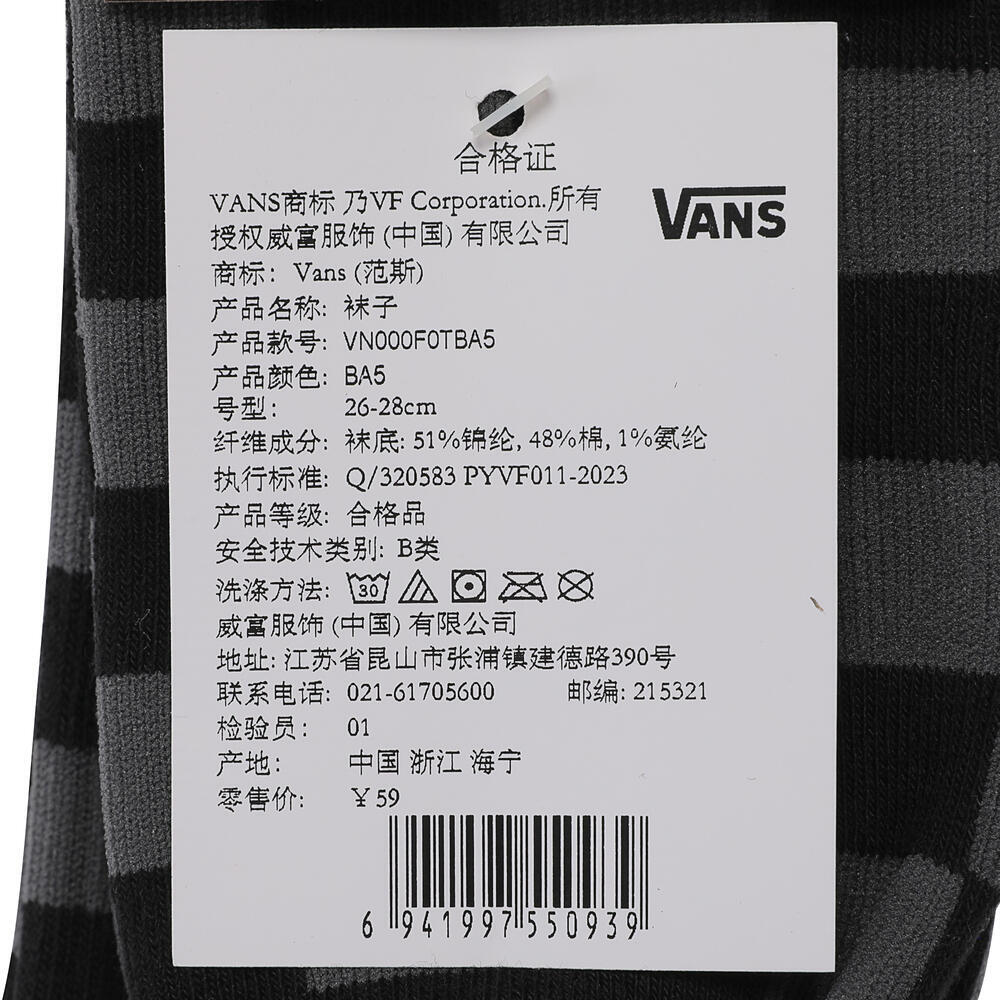 合格证
VANS商标 乃VF Corporation.所有
VANS
授权威富服饰 (中国) 有限公司
商标: Vans (范斯)
产品名称: 袜子
产品款号: VN000F0TBA5
产品颜色: BA5
号型: 26-28cm
纤维成分: 袜底: 51%锦纶, 48%棉, 1%氨纶
执行标准: Q/320583 PYVF011-2023
产品等级: 合格品
安全技术类别: B类
洗涤方法: 30
威富服饰 (中国) 有限公司
地址: 江苏省昆山市张浦镇建德路390号
联系电话: 021-61705600 邮编: 215321
检验员: 01
产地: 中国 浙江 海宁
零售价: ￥59
6 941997 550939